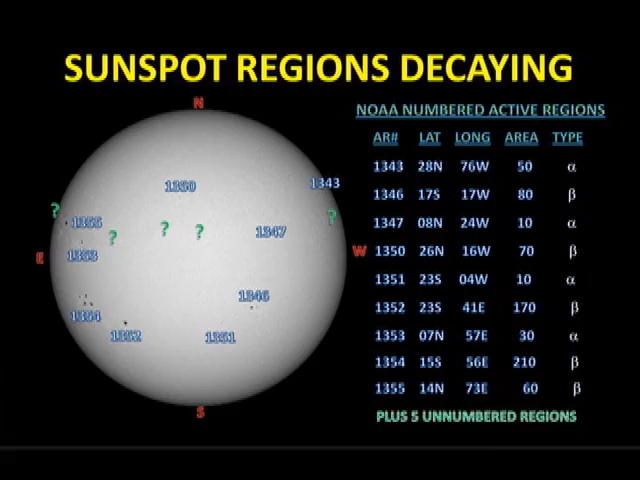 SUNSPOT REGIONS DECAYING
N
NOAA NUMBERED ACTIVE REGIONS
AR# LAT LONG AREA TYPE
1343 28N 76W 50 α
1346 17S 17W 80 β
1347 08N 24W 10 α
1350 26N 16W 70 β
1351 23S 04W 10 α
1352 23S 41E 170 β
1353 07N 57E 30 α
1354 15S 56E 210 β
1355 14N 73E 60 β
PLUS 5 UNNUMBERED REGIONS
1350
1343
?
?
1355
?
?
?
1347
E
1353
W
1346
1354
1352
1351
S